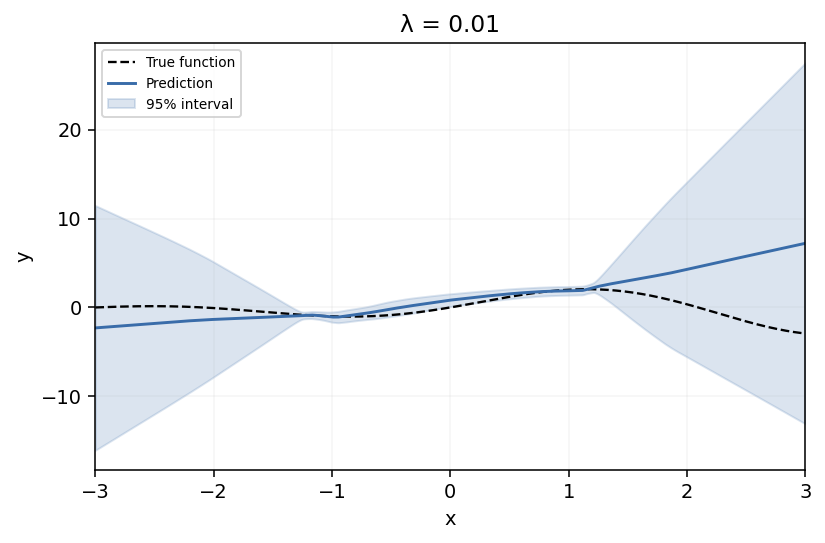 λ = 0.01
True function
Prediction
95% interval
20
10
0
−10
y
−3 −2 −1 0 1 2 3
x